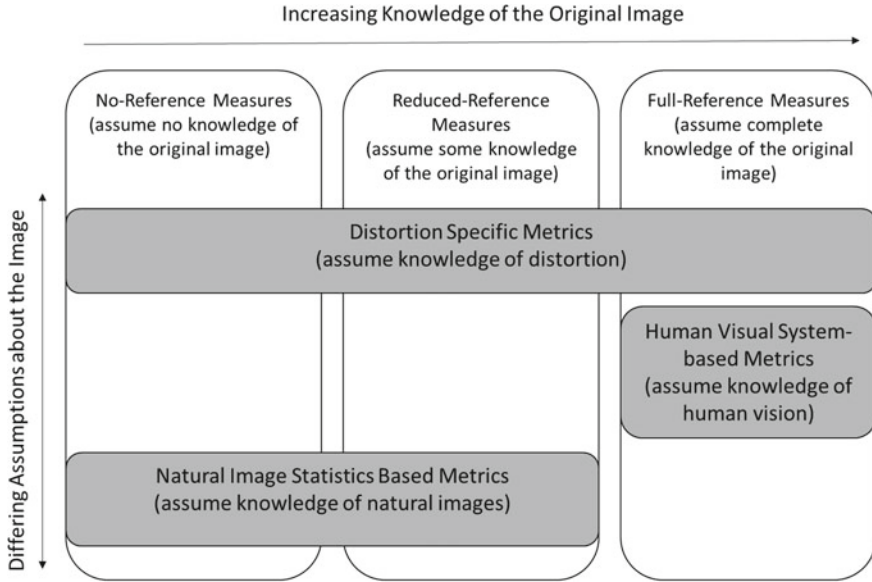 Increasing Knowledge of the Original Image
No-Reference Measures
(assume no knowledge of
the original image)
Reduced-Reference
Measures
(assume some knowledge
of the original image)
Full-Reference Measures
(assume complete
knowledge of the original
image)
Differing Assumptions about the Image
Distortion Specific Metrics
(assume knowledge of distortion)
Human Visual System-
based Metrics
(assume knowledge of
human vision)
Natural Image Statistics Based Metrics
(assume knowledge of natural images)